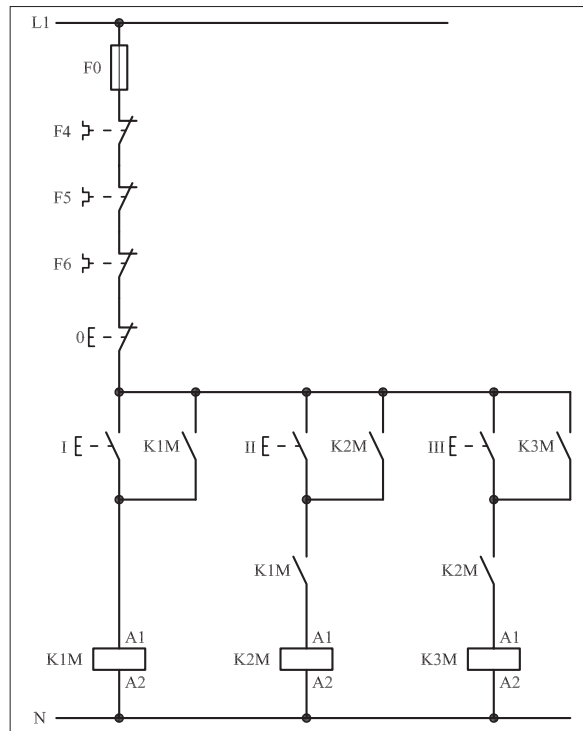 L1
F0
F4
F5
F6
0
I K1M II K2M III K3M
K1M K2M
A1 A1 A1
K1M K2M K3M
A2 A2 A2
N